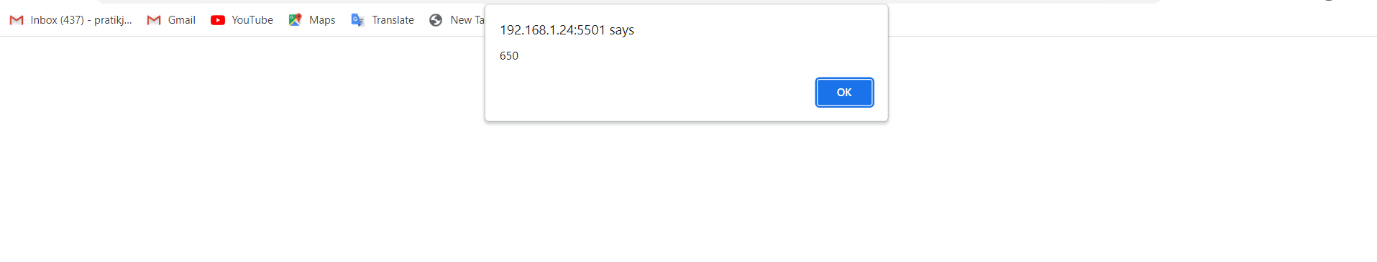 Inbox (437) - pratikj... Gmail YouTube Maps Translate New Ta
192.168.1.24:5501 says
650
OK